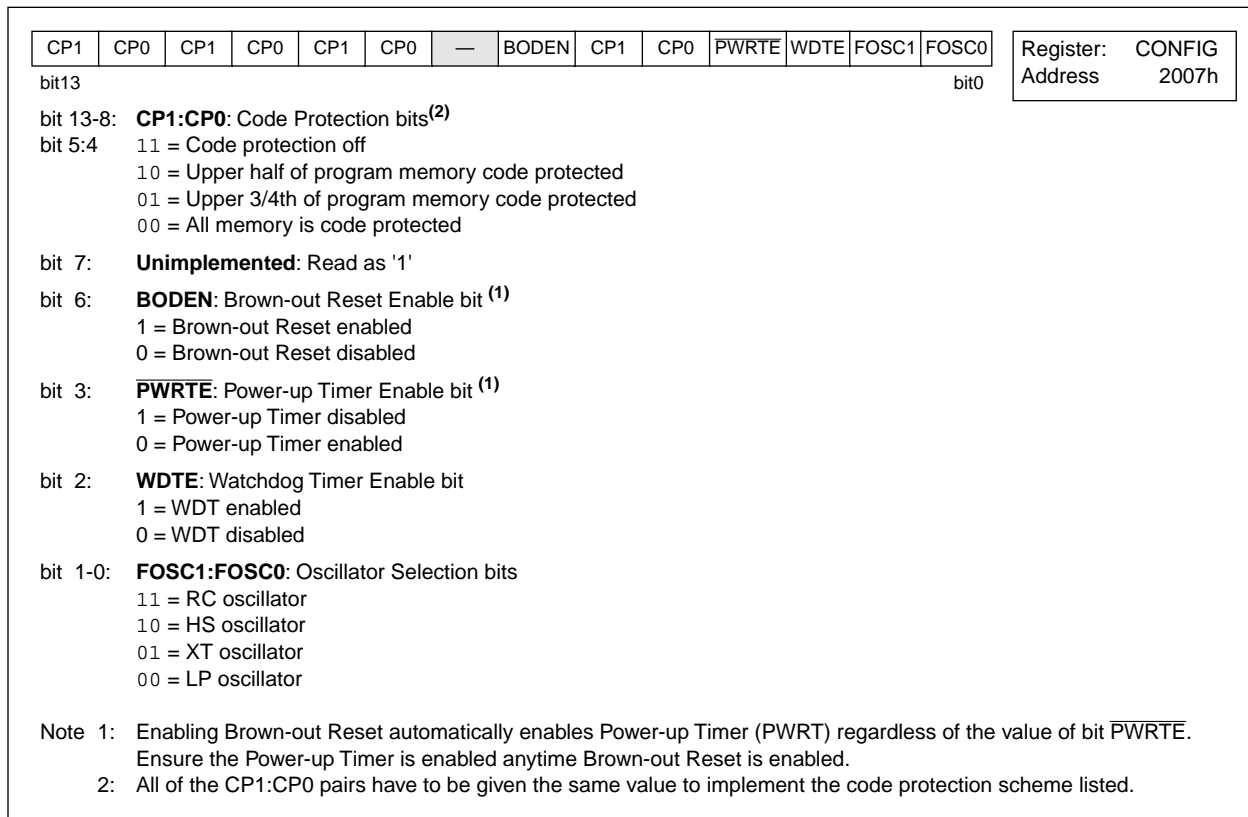 CP1 CP0 CP1 CP0 CP1 CP0 — BODEN CP1 CP0 PWRTE WDTE FOSC1 FOSC0
Register: CONFIG
Address 2007h
bit13 bit0
bit 13-8: CP1:CP0: Code Protection bits(2)
bit 5:4 11 = Code protection off
10 = Upper half of program memory code protected
01 = Upper 3/4th of program memory code protected
00 = All memory is code protected
bit 7: Unimplemented: Read as '1'
bit 6: BODEN: Brown-out Reset Enable bit (1)
1 = Brown-out Reset enabled
0 = Brown-out Reset disabled
bit 3: PWRTE: Power-up Timer Enable bit (1)
1 = Power-up Timer disabled
0 = Power-up Timer enabled
bit 2: WDTE: Watchdog Timer Enable bit
1 = WDT enabled
0 = WDT disabled
bit 1-0: FOSC1:FOSC0: Oscillator Selection bits
11 = RC oscillator
10 = HS oscillator
01 = XT oscillator
00 = LP oscillator
Note 1: Enabling Brown-out Reset automatically enables Power-up Timer (PWRT) regardless of the value of bit PWRTE.
Ensure the Power-up Timer is enabled anytime Brown-out Reset is enabled.
2: All of the CP1:CP0 pairs have to be given the same value to implement the code protection scheme listed.